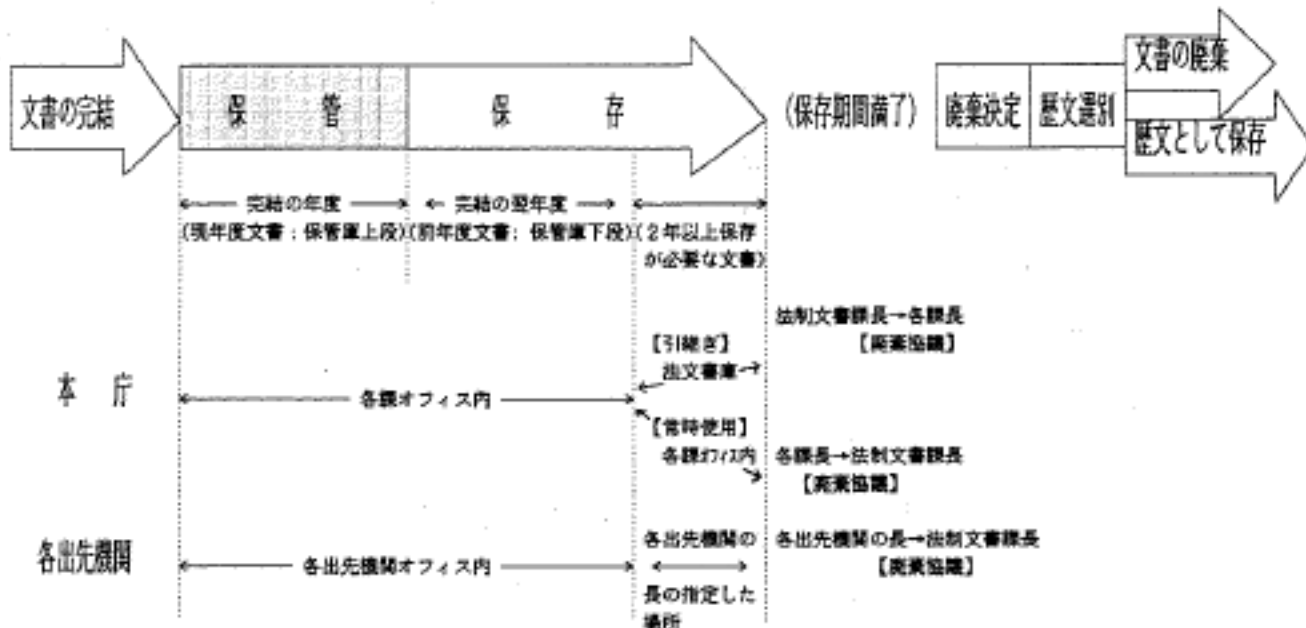 文書の廃棄
文書の完結
保管
保存
(保存期間満了)
廃棄決定
歴文選別
歴文として保存
完結の年度
完結の翌年度
(現年度文書;保管庫上段)
(前年度文書;保管庫下段)
(2年以上保存
が必要な文書)
法制文書課長→各課長
【廃棄協議】
【引継ぎ】
法文書庫
本庁
各課オフィス内
【常時使用】
各課オフィス内
各課長→法制文書課長
【廃棄協議】
各出先機関
各出先機関オフィス内
各出先機関の
長の指定した
場所
各出先機関の長→法制文書課長
【廃棄協議】